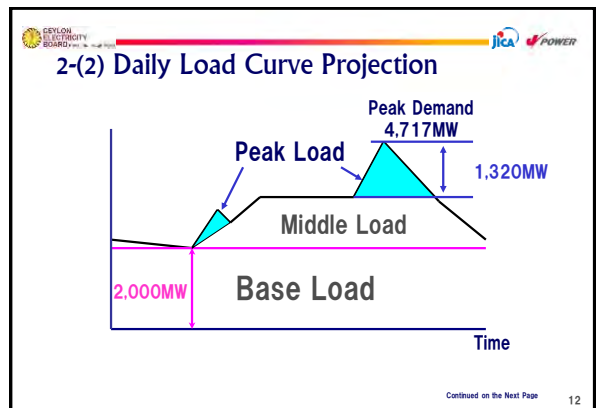 CEYLON
ELECTRICITY
BOARD
jica POWER
2-(2) Daily Load Curve Projection
Peak Demand
4,717MW
Peak Load
1,320MW
Middle Load
2,000MW
Base Load
Time
Continued on the Next Page
12